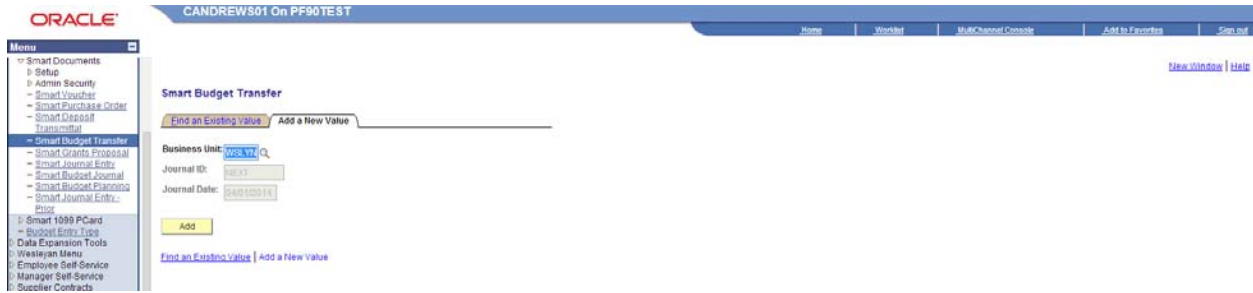 ORACLE'
CANDREWS01 On PF90TEST
Home
Worklist
MultiChannel Console
Add to Favorites
Sign out
Menu
Smart Documents
Setup
Admin Security
Smart Voucher
Smart Purchase Order
Smart Deposit
Transmittal
Smart Budget Transfer
Smart Grants Proposal
Smart Journal Entry
Smart Budget Journal
Smart Budget Planning
Smart Journal Entry -
Prior
Smart 1099 PCard
Budget Entry Type
Data Expansion Tools
Wesleyan Menu
Employee Self-Service
Manager Self-Service
Supplier Contracts
New Window | Help
Smart Budget Transfer
Find an Existing Value
Add a New Value
Business Unit: WSLYN
Journal ID: NEXT
Journal Date: 04/01/2014
Add
Find an Existing Value | Add a New Value